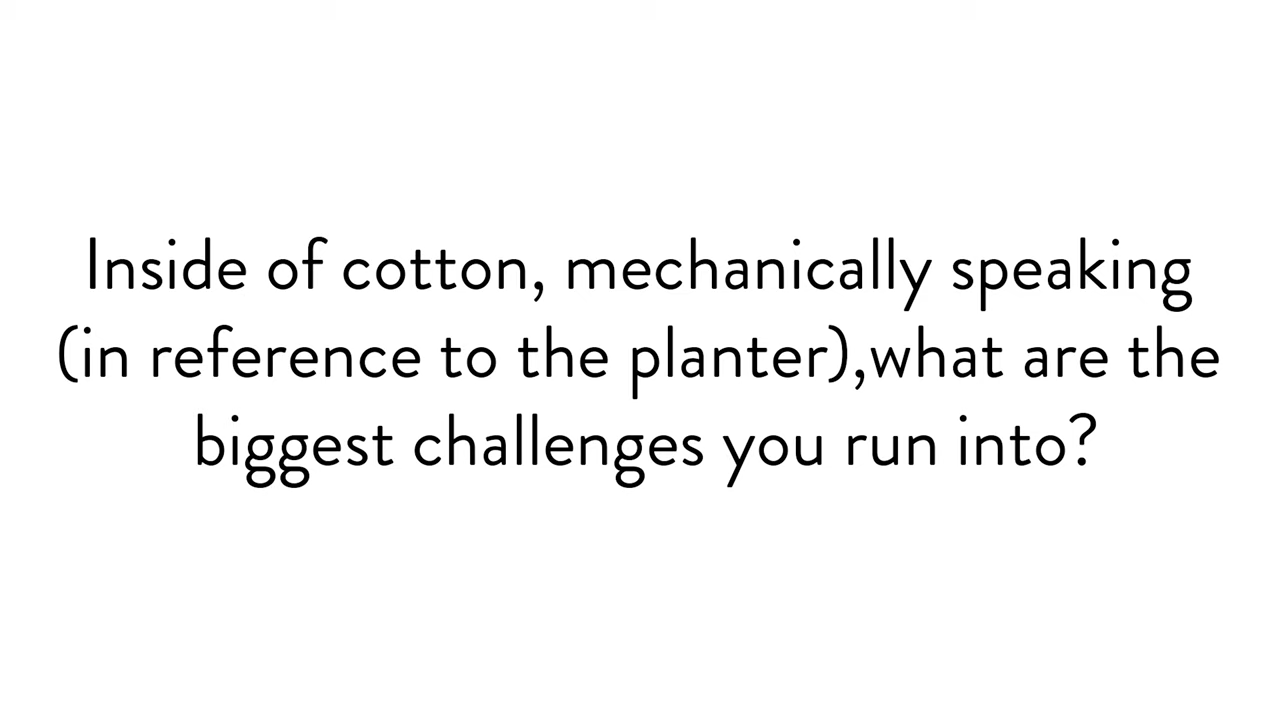 Inside of cotton, mechanically speaking
(in reference to the planter),what are the
biggest challenges you run into?